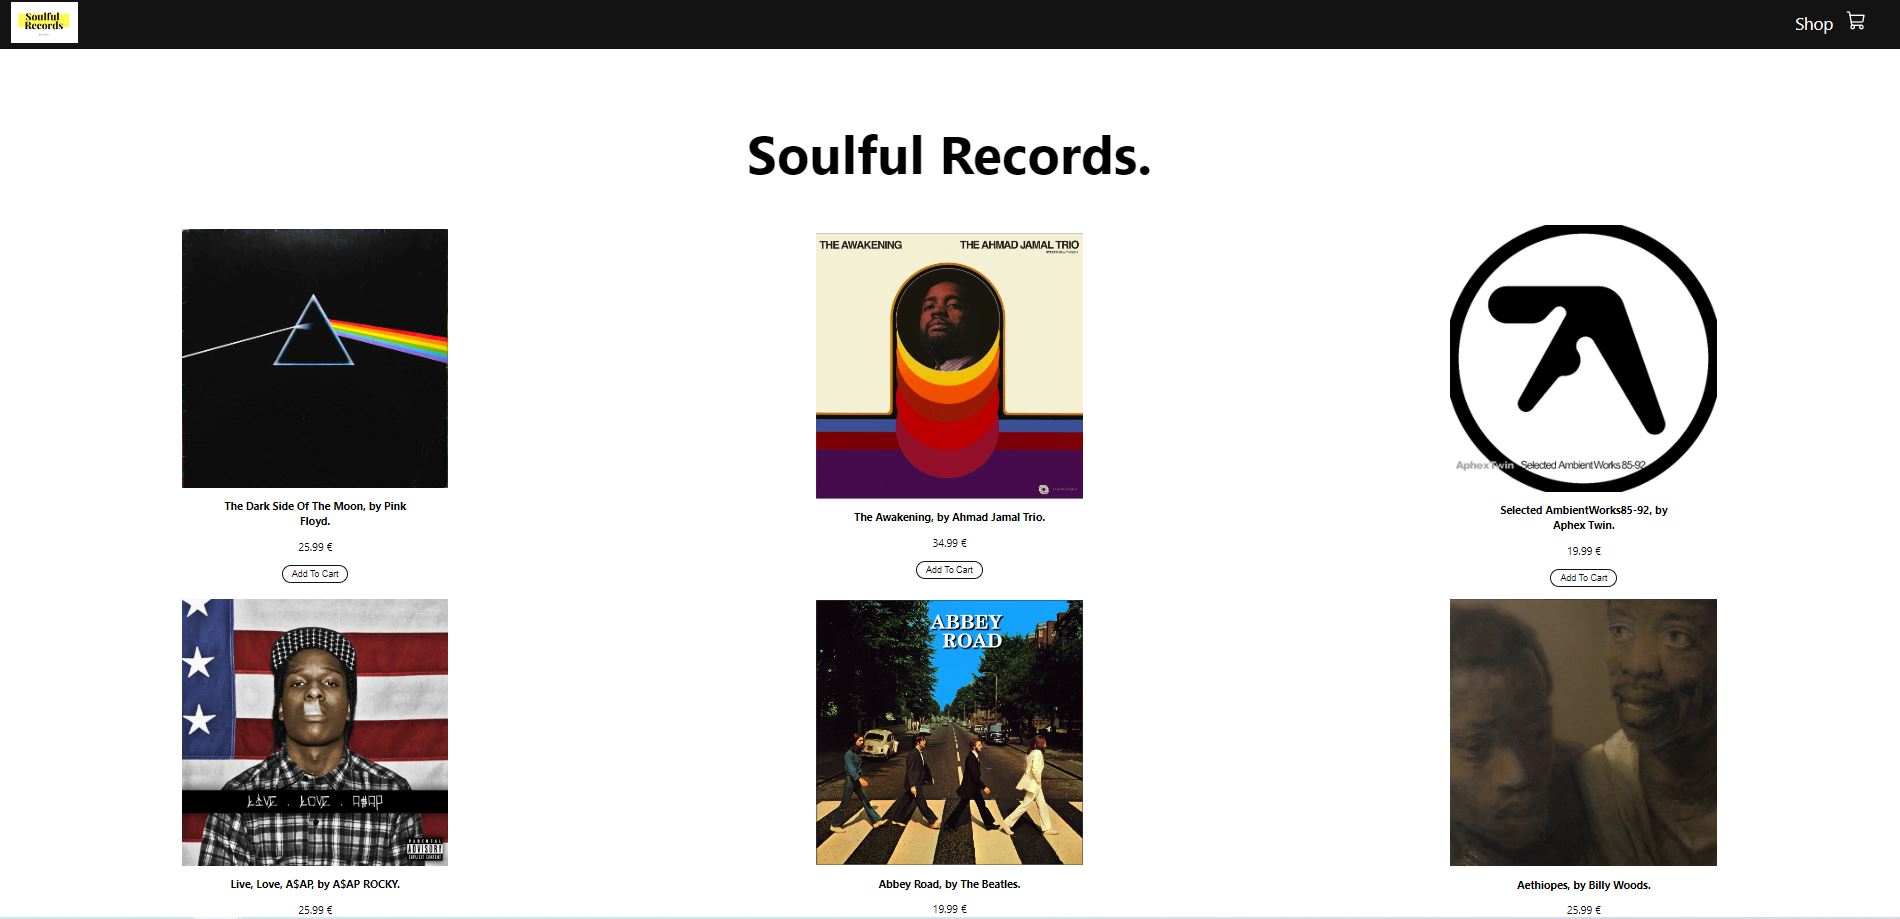 Soulful
Records
Shop
Soulful Records.
THE AWAKENING
THE AHMAD JAMAL TRIO
Aphex Twin Selected Ambient Works 85-92
The Dark Side Of The Moon, by Pink
Floyd.
25.99 €
Add To Cart
The Awakening, by Ahmad Jamal Trio.
34.99 €
Add To Cart
Selected AmbientWorks85-92, by
Aphex Twin.
19.99 €
Add To Cart
LIVE . LOVE . A$AP
PARENTAL
ADVISORY
EXPLICIT CONTENT
ABBEY
ROAD
Live, Love, A$AP, by A$AP ROCKY.
25.99 €
Abbey Road, by The Beatles.
19.99 €
Aethiopes, by Billy Woods.
25.99 €